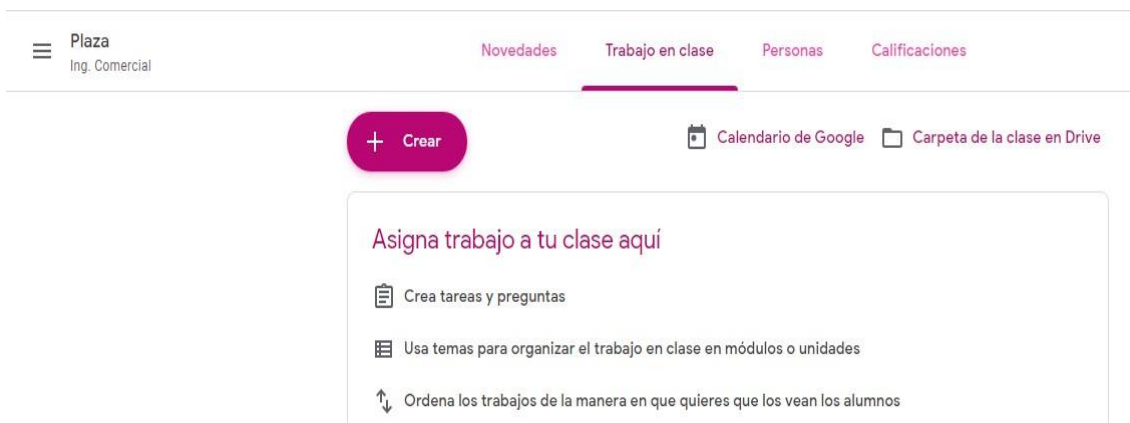 Plaza
Ing. Comercial
Novedades
Trabajo en clase
Personas
Calificaciones
Crear
Calendario de Google
Carpeta de la clase en Drive
Asigna trabajo a tu clase aquí
Crea tareas y preguntas
Usa temas para organizar el trabajo en clase en módulos o unidades
Ordena los trabajos de la manera en que quieres que los vean los alumnos